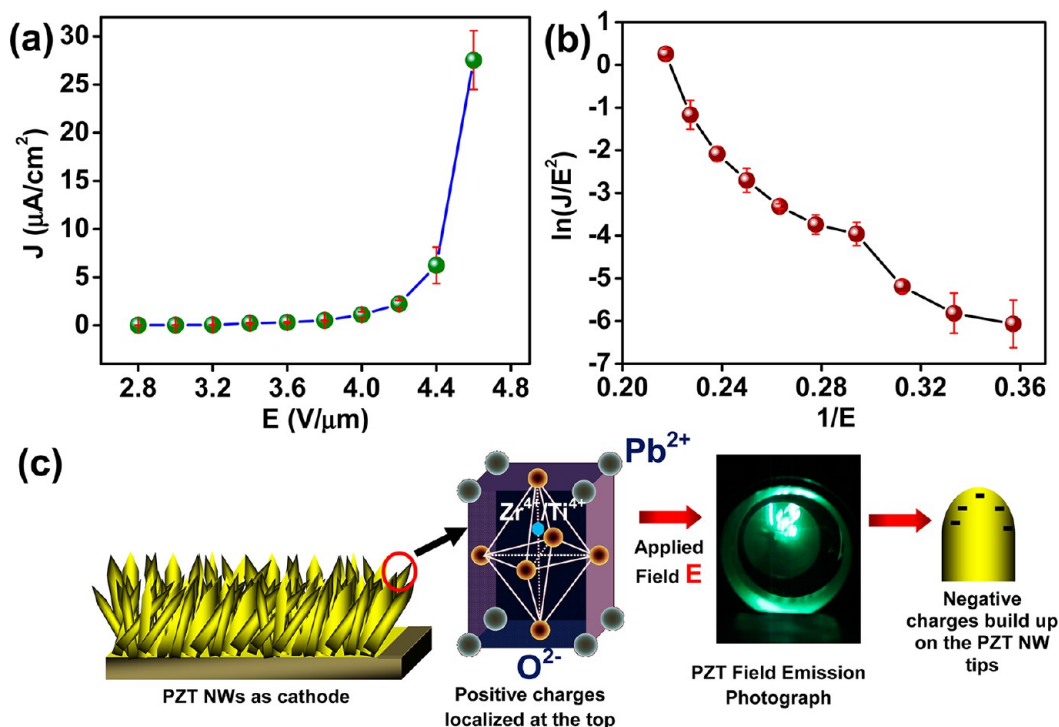 (a)
J (μA/cm²)
30
25
20
15
10
5
0
2.8 3.2 3.6 4.0 4.4 4.8
E (V/μm)
(b)
ln(J/E²)
0
-1
-2
-3
-4
-5
-6
-7
0.20 0.24 0.28 0.32 0.36
1/E
(c)
PZT NWs as cathode
Pb²⁺
Zr⁴⁺/Ti⁴⁺
O²⁻
Positive charges
localized at the top
Applied
Field E
PZT Field Emission
Photograph
Negative
charges build up
on the PZT NW
tips